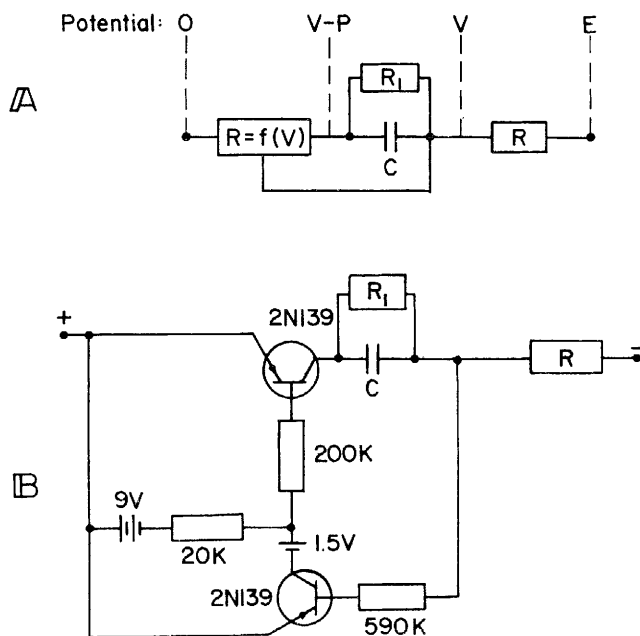 Potential: O V-P V E
A
R₁
R=f(V)
C
R
B
+
2N139
R₁
C
R
-
200K
9V
20K
1.5V
2N139
590K